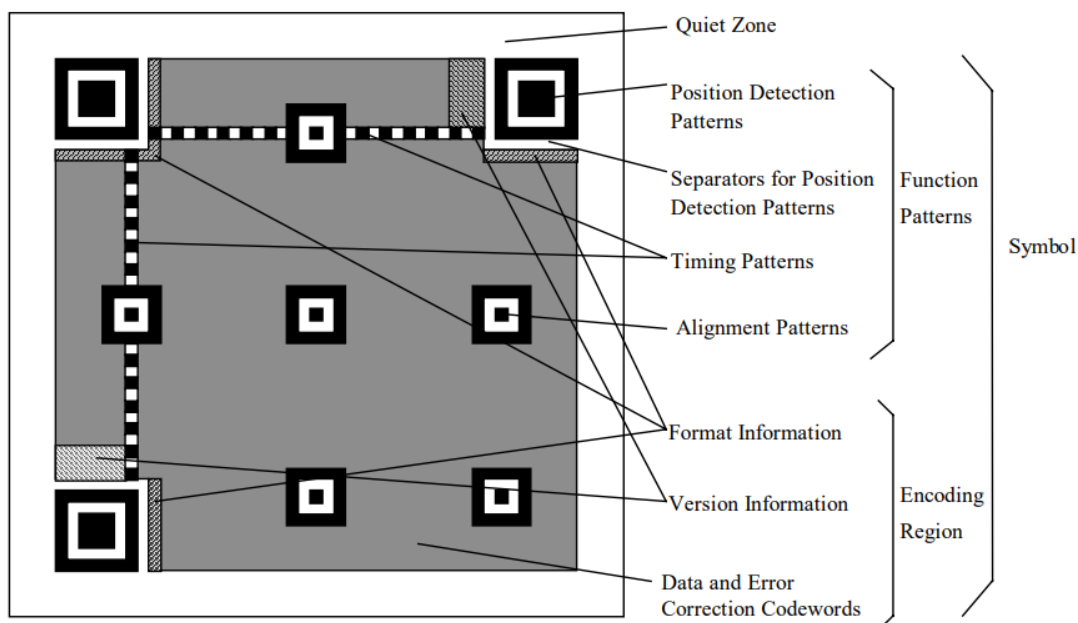 Quiet Zone
Position Detection
Patterns
Separators for Position
Detection Patterns
Timing Patterns
Alignment Patterns
Format Information
Version Information
Data and Error
Correction Codewords
Function
Patterns
Encoding
Region
Symbol